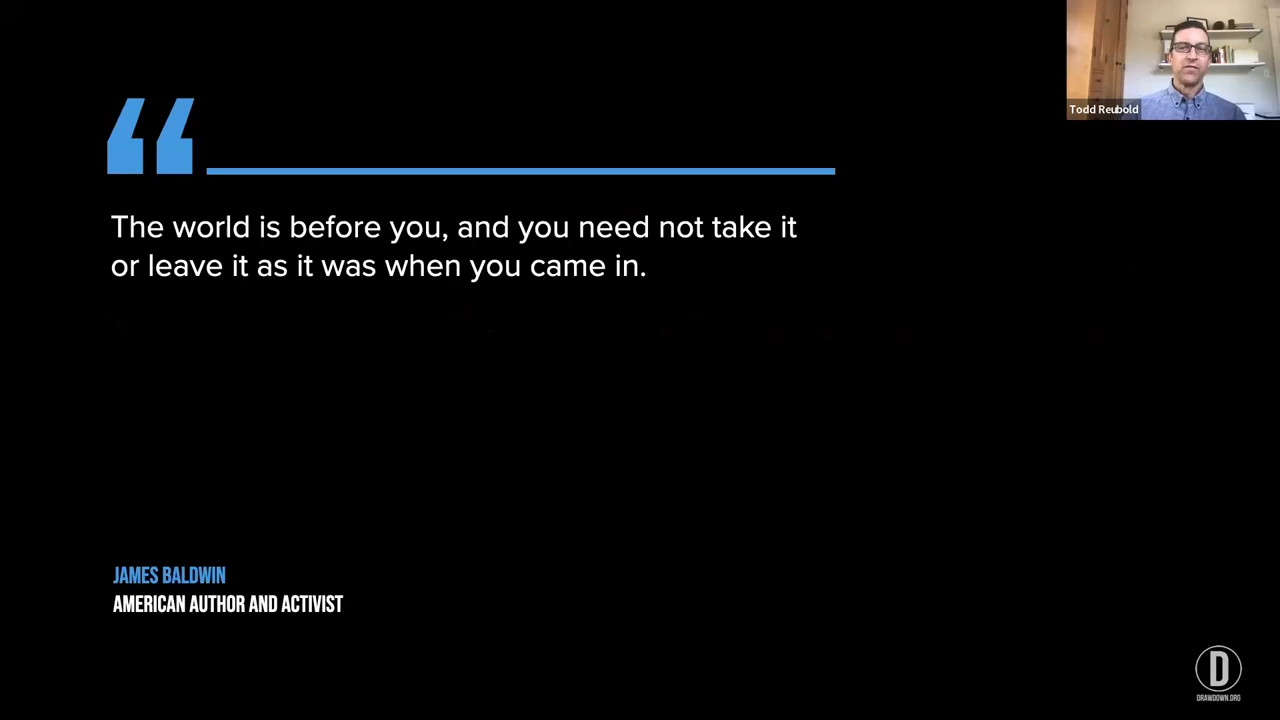 Todd Reubold
“
The world is before you, and you need not take it
or leave it as it was when you came in.
JAMES BALDWIN
AMERICAN AUTHOR AND ACTIVIST
D
DRAWDOWN.ORG